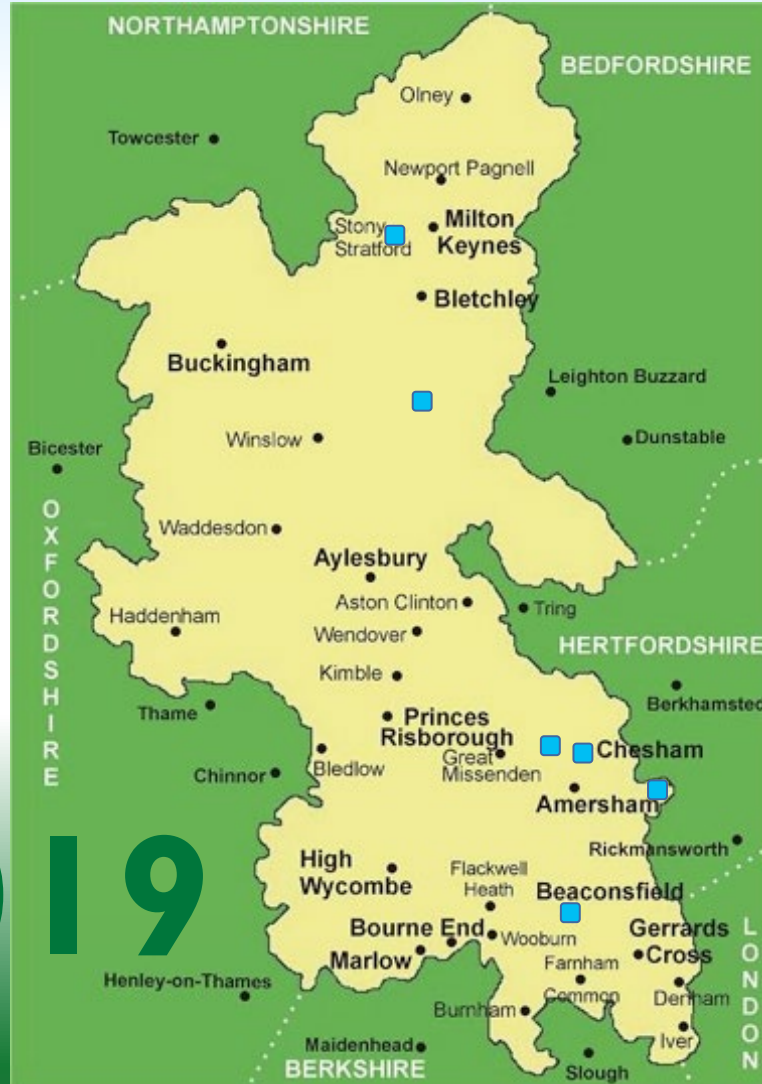 NORTHAMPTONSHIRE
BEDFORDSHIRE
Olney
Towcester
Newport Pagnell
Stony
Stratford
Milton
Keynes
Bletchley
Buckingham
Leighton Buzzard
Winslow
Dunstable
Bicester
OXFORDSHIRE
Waddesdon
Aylesbury
Aston Clinton
Tring
Haddenham
Wendover
HERTFORDSHIRE
Kimble
Berkhamsted
Thame
Princes
Risborough
Great
Missenden
Chesham
Bledlow
Chinnor
Amersham
Rickmansworth
19
High
Wycombe
Flackwell
Heath
Beaconsfield
Bourne End
Wooburn
Gerrards
Cross
LONDON
Marlow
Farnham
Common
Henley-on-Thames
Denham
Burnham
Iver
Maidenhead
BERKSHIRE
Slough